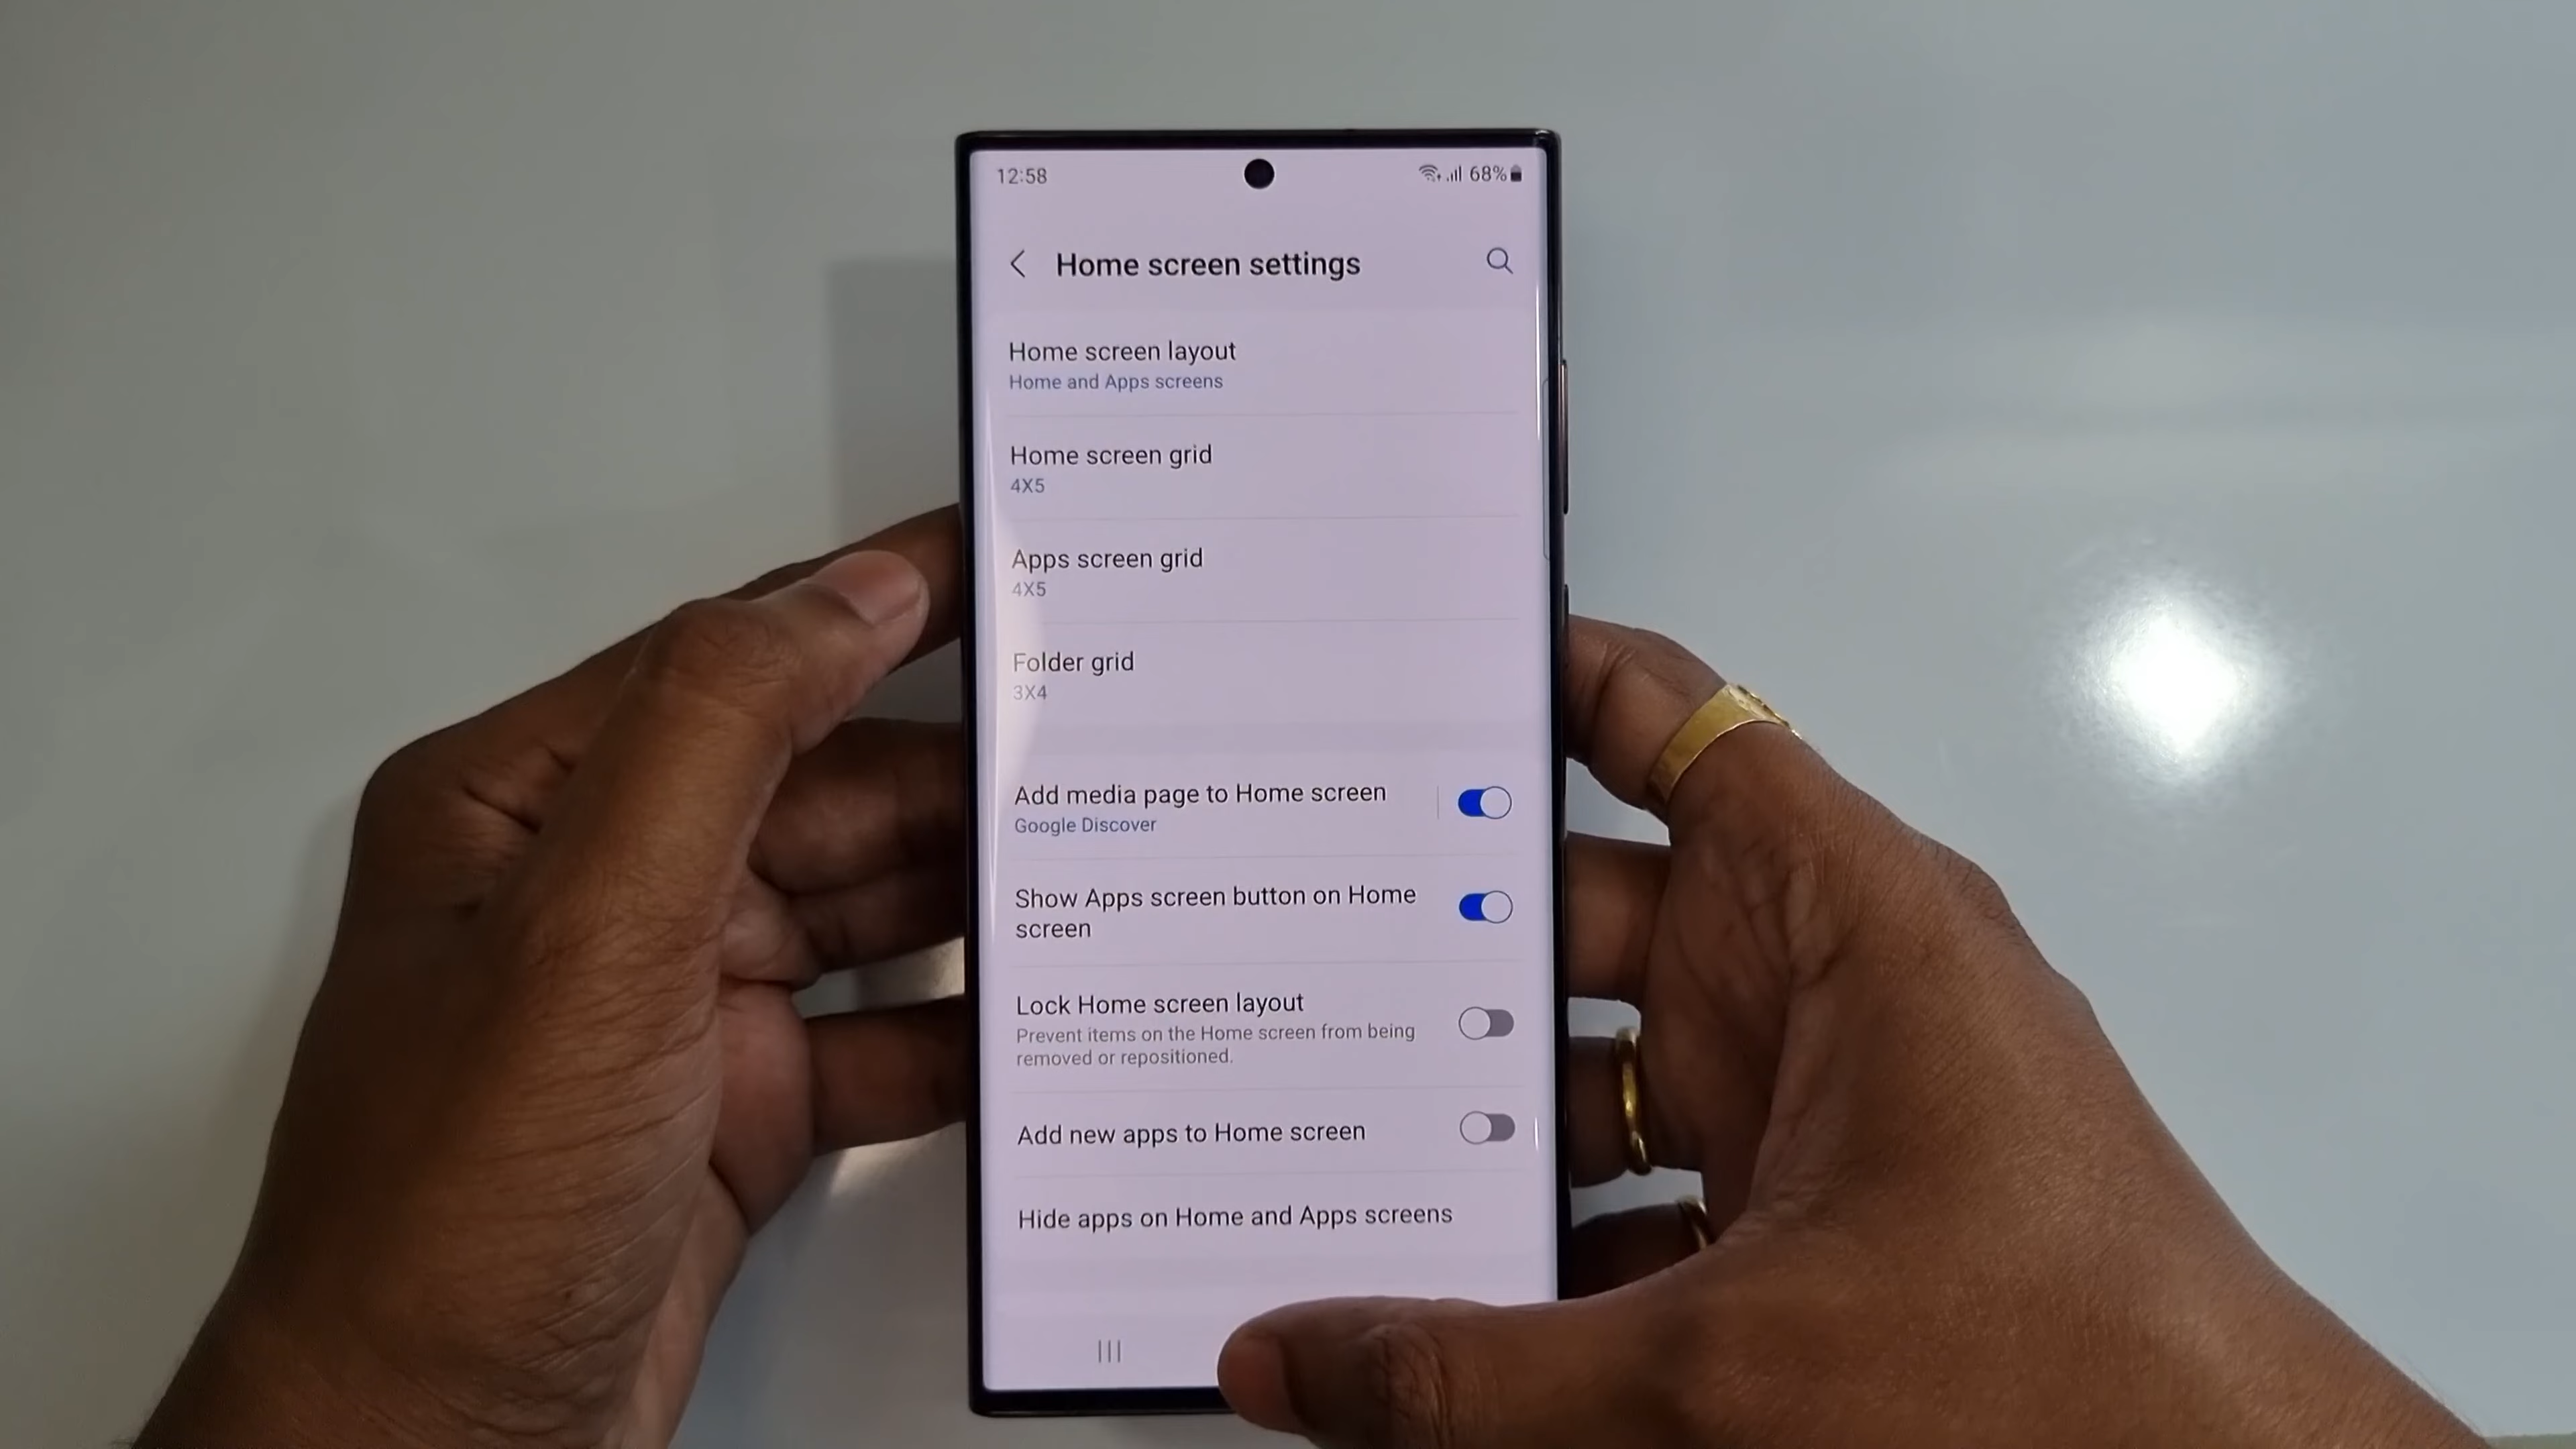 12:58
68%
Home screen settings
Home screen layout
Home and Apps screens
Home screen grid
4X5
Apps screen grid
4X5
Folder grid
3X4
Add media page to Home screen
Google Discover
Show Apps screen button on Home
screen
Lock Home screen layout
Prevent items on the Home screen from being
removed or repositioned.
Add new apps to Home screen
Hide apps on Home and Apps screens